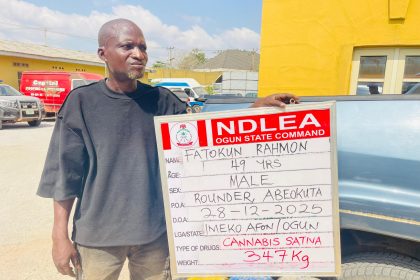 NDLEA
OGUN STATE COMMAND
NAME: FATOKUN RAHMON
AGE: 49 YRS
SEX: MALE
P.O.A: ROUNDER, ABEOKUTA
D.O.A: 28-12-2025
LGA/STATE: IMEKO AFON/OGUN
TYPE OF DRUGS: CANNABIS SATIVA
WEIGHT: 347Kg